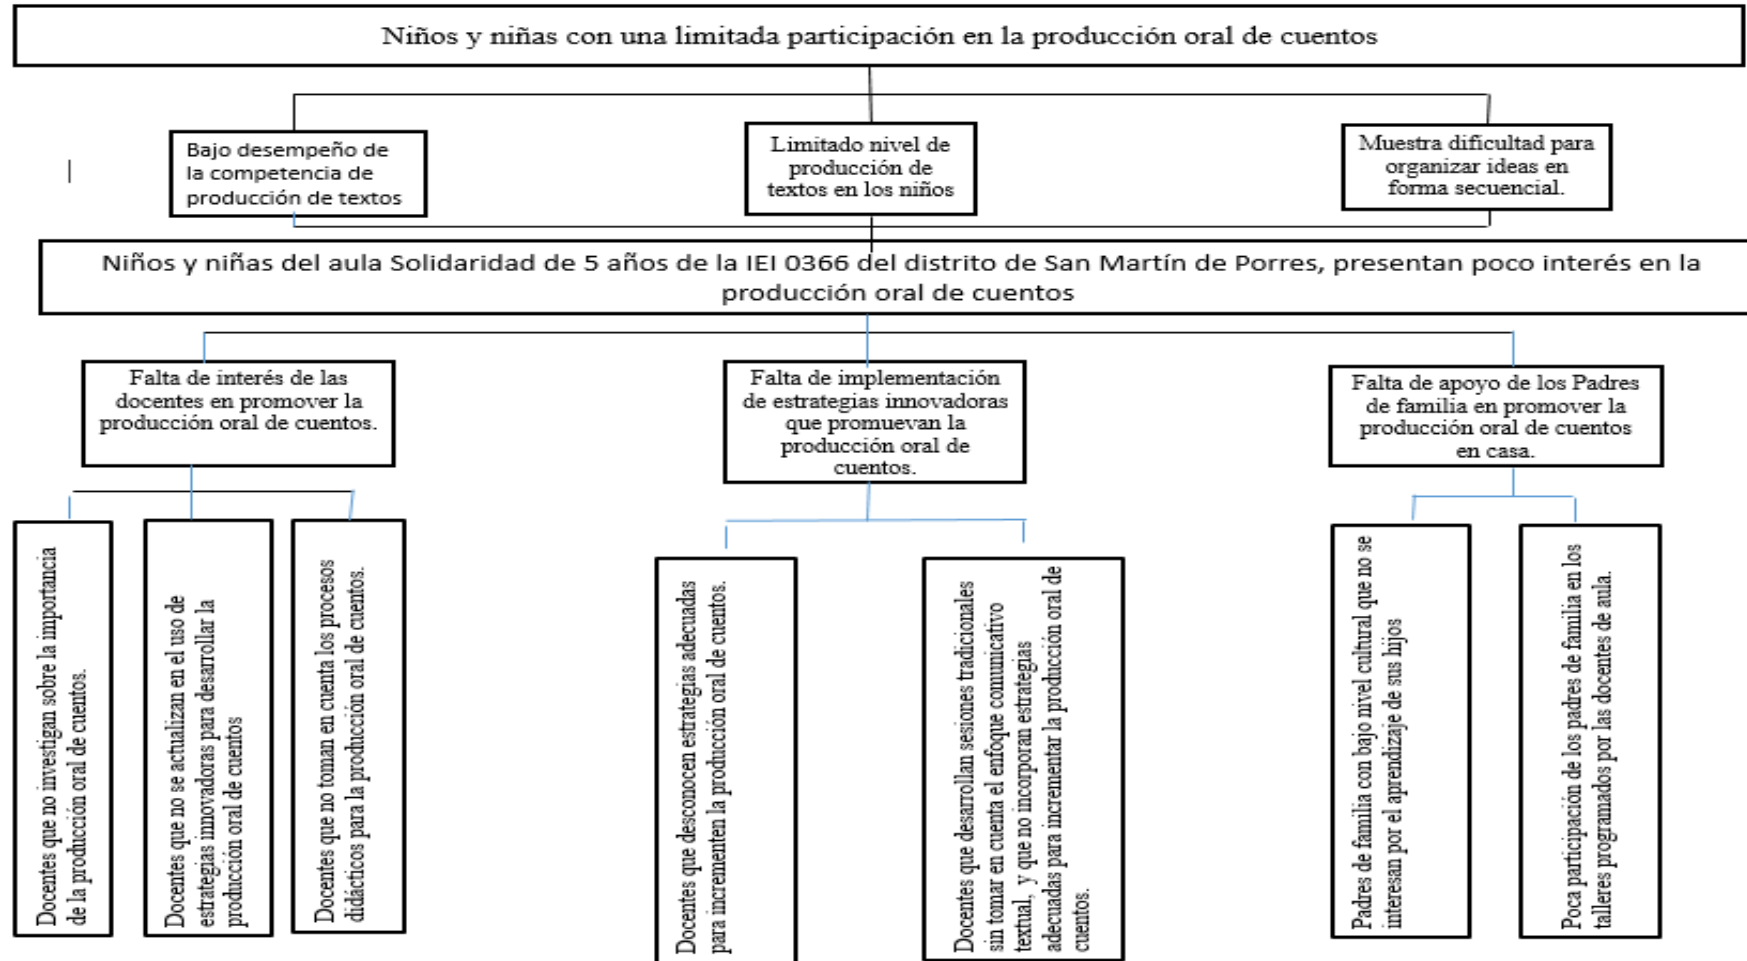 Niños y niñas con una limitada participación en la producción oral de cuentos
Bajo desempeño de
la competencia de
producción de textos
Limitado nivel de
producción de
textos en los niños
Muestra dificultad para
organizar ideas en
forma secuencial.
Niños y niñas del aula Solidaridad de 5 años de la IEI 0366 del distrito de San Martín de Porres, presentan poco interés en la
producción oral de cuentos
Falta de interés de las
docentes en promover la
producción oral de cuentos.
Falta de implementación
de estrategias innovadoras
que promuevan la
producción oral de
cuentos.
Falta de apoyo de los Padres
de familia en promover la
producción oral de cuentos
en casa.
Docentes que no investigan sobre la importancia
de la producción oral de cuentos.
Docentes que no se actualizan en el uso de
estrategias innovadoras para desarrollar la
producción oral de cuentos
Docentes que no toman en cuenta los procesos
didácticos para la producción oral de cuentos.
Docentes que desconocen estrategias adecuadas
para incrementen la producción oral de cuentos.
Docentes que desarrollan sesiones tradicionales
sin tomar en cuenta el enfoque comunicativo
textual, y que no incorporan estrategias
adecuadas para incrementar la producción oral de
cuentos.
Padres de familia con bajo nivel cultural que no se
interesan por el aprendizaje de sus hijos
Poca participación de los padres de familia en los
talleres programados por las docentes de aula.